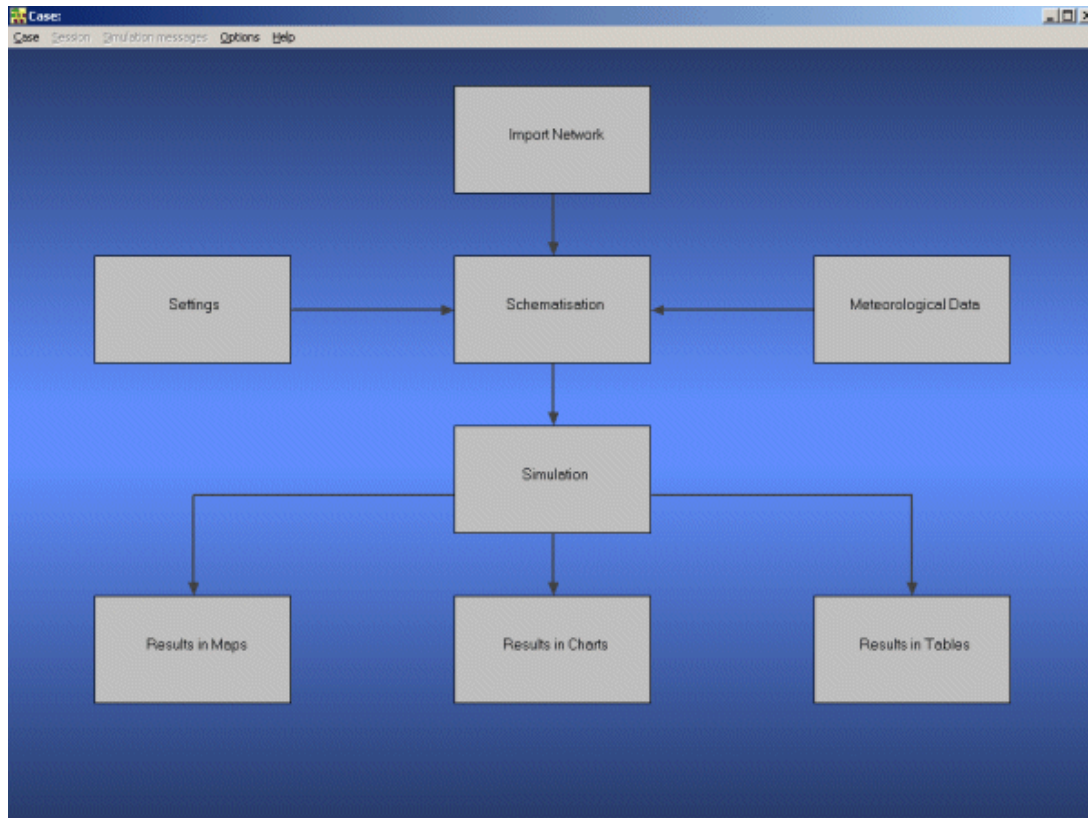 Case:
Case Session Simulation messages Options Help
Import Network
Settings Schematisation Meteorological Data
Simulation
Results in Maps Results in Charts Results in Tables